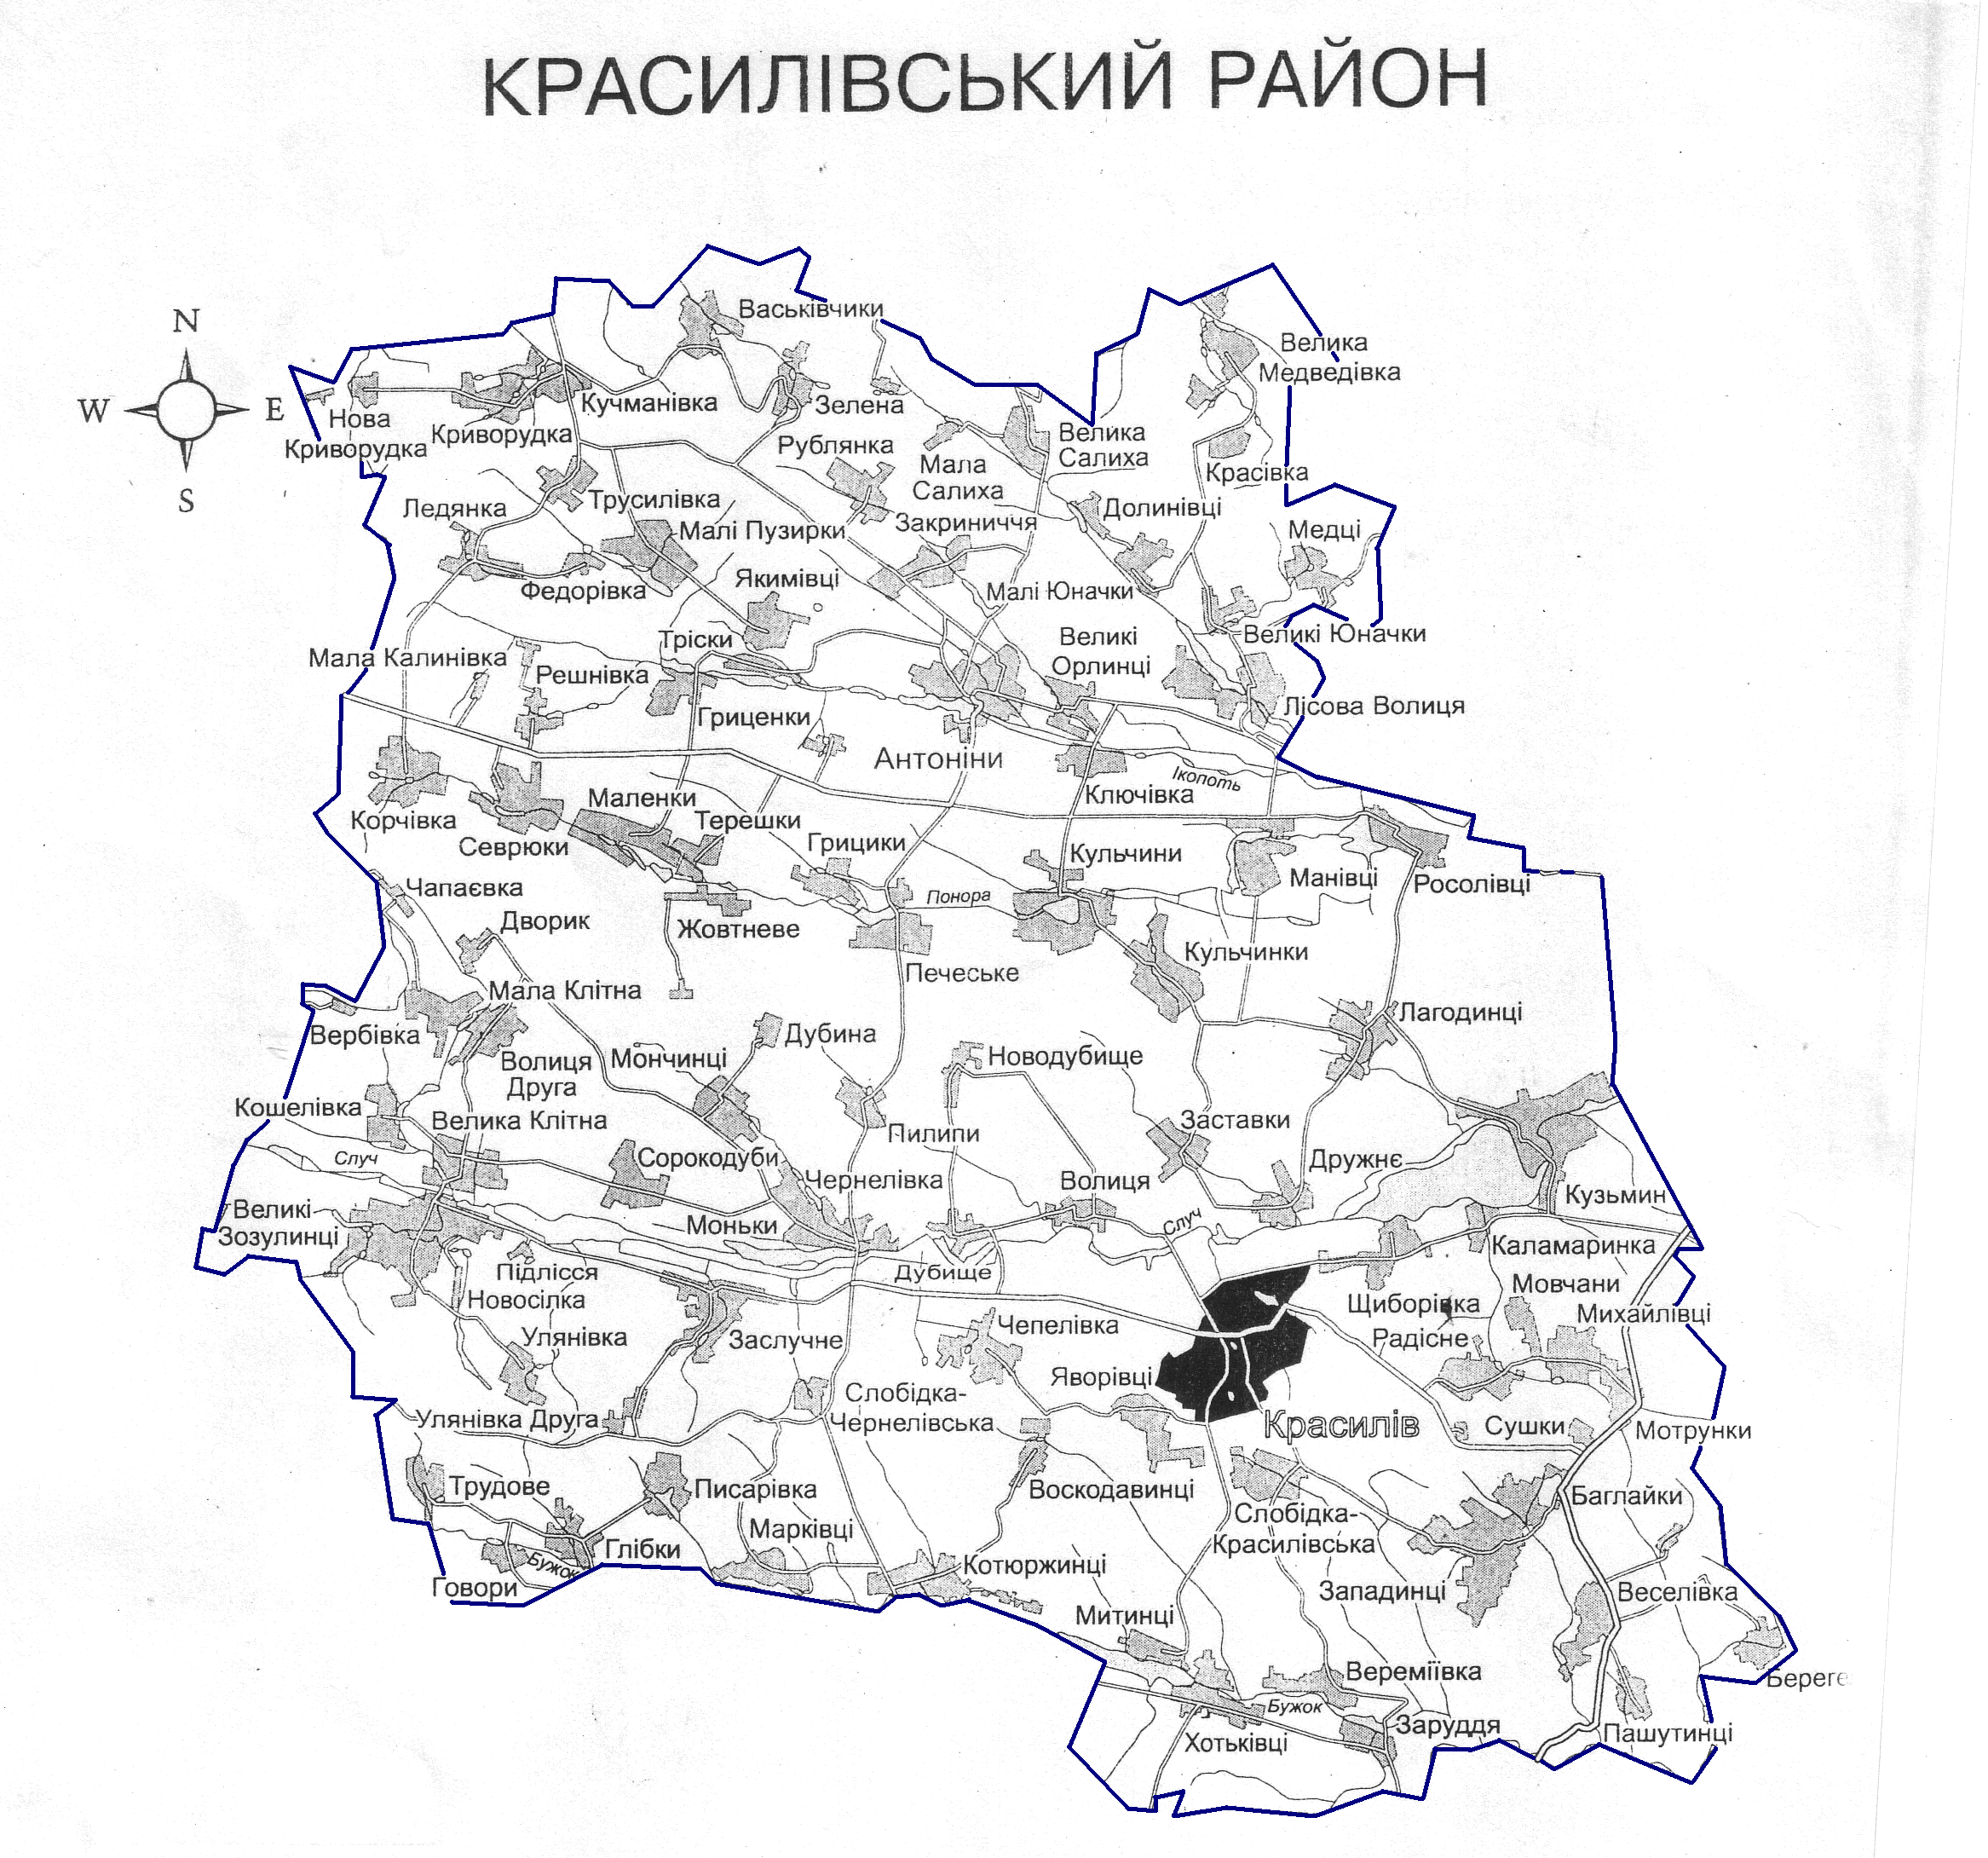 КРАСИЛІВСЬКИЙ РАЙОН
N
W
E
S
Васьківчики
Велика
Медведівка
Нова
Криворудка
Криворудка
Кучманівка
Зелена
Рублянка
Велика
Салиха
Мала
Салиха
Красівка
Ледянка
Трусилівка
Малі Пузирки
Закриниччя
Долинівці
Медці
Федорівка
Якимівці
Малі Юначки
Великі Юначки
Мала Калинівка
Тріски
Решнівка
Великі
Орлинці
Гриценки
Лісова Волиця
Антоніни
Ікопоть
Ключівка
Корчівка
Севрюки
Маленки
Терешки
Грицики
Кульчини
Манівці
Росолівці
Чапаєвка
Дворик
Жовтневе
Понора
Кульчинки
Печеське
Мала Клітна
Вербівка
Волиця
Друга
Мончинці
Дубина
Новодубище
Лагодинці
Кошелівка
Велика Клітна
Пилипи
Заставки
Случ
Сорокодуби
Чернелівка
Волиця
Дружнє
Кузьмин
Великі
Зозулинці
Моньки
Случ
Каламаринка
Підлісся
Новосілка
Дубище
Мовчани
Щиборівка
Михайлівці
Улянівка
Заслучне
Чепелівка
Радісне
Яворівці
Улянівка Друга
Слобідка-
Чернелівська
Красилів
Сушки
Мотрунки
Трудове
Писарівка
Воскодавинці
Слобідка-
Красилівська
Баглайки
Марківці
Глібки
Бужок
Говори
Котюржинці
Западинці
Веселівка
Митинці
Веремїївка
Береге
Бужок
Заруддя
Хотьківці
Пашутинці